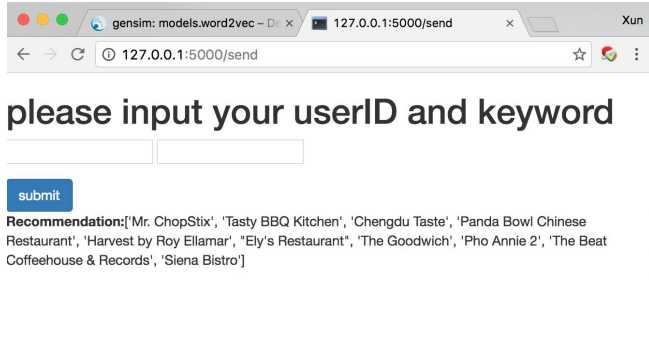 gensim: models.word2vec – De
127.0.0.1:5000/send
Xun
127.0.0.1:5000/send
please input your userID and keyword
submit
Recommendation:['Mr. ChopStix', 'Tasty BBQ Kitchen', 'Chengdu Taste', 'Panda Bowl Chinese
Restaurant', 'Harvest by Roy Ellamar', "Ely's Restaurant", 'The Goodwich', 'Pho Annie 2', 'The Beat
Coffeehouse & Records', 'Siena Bistro']